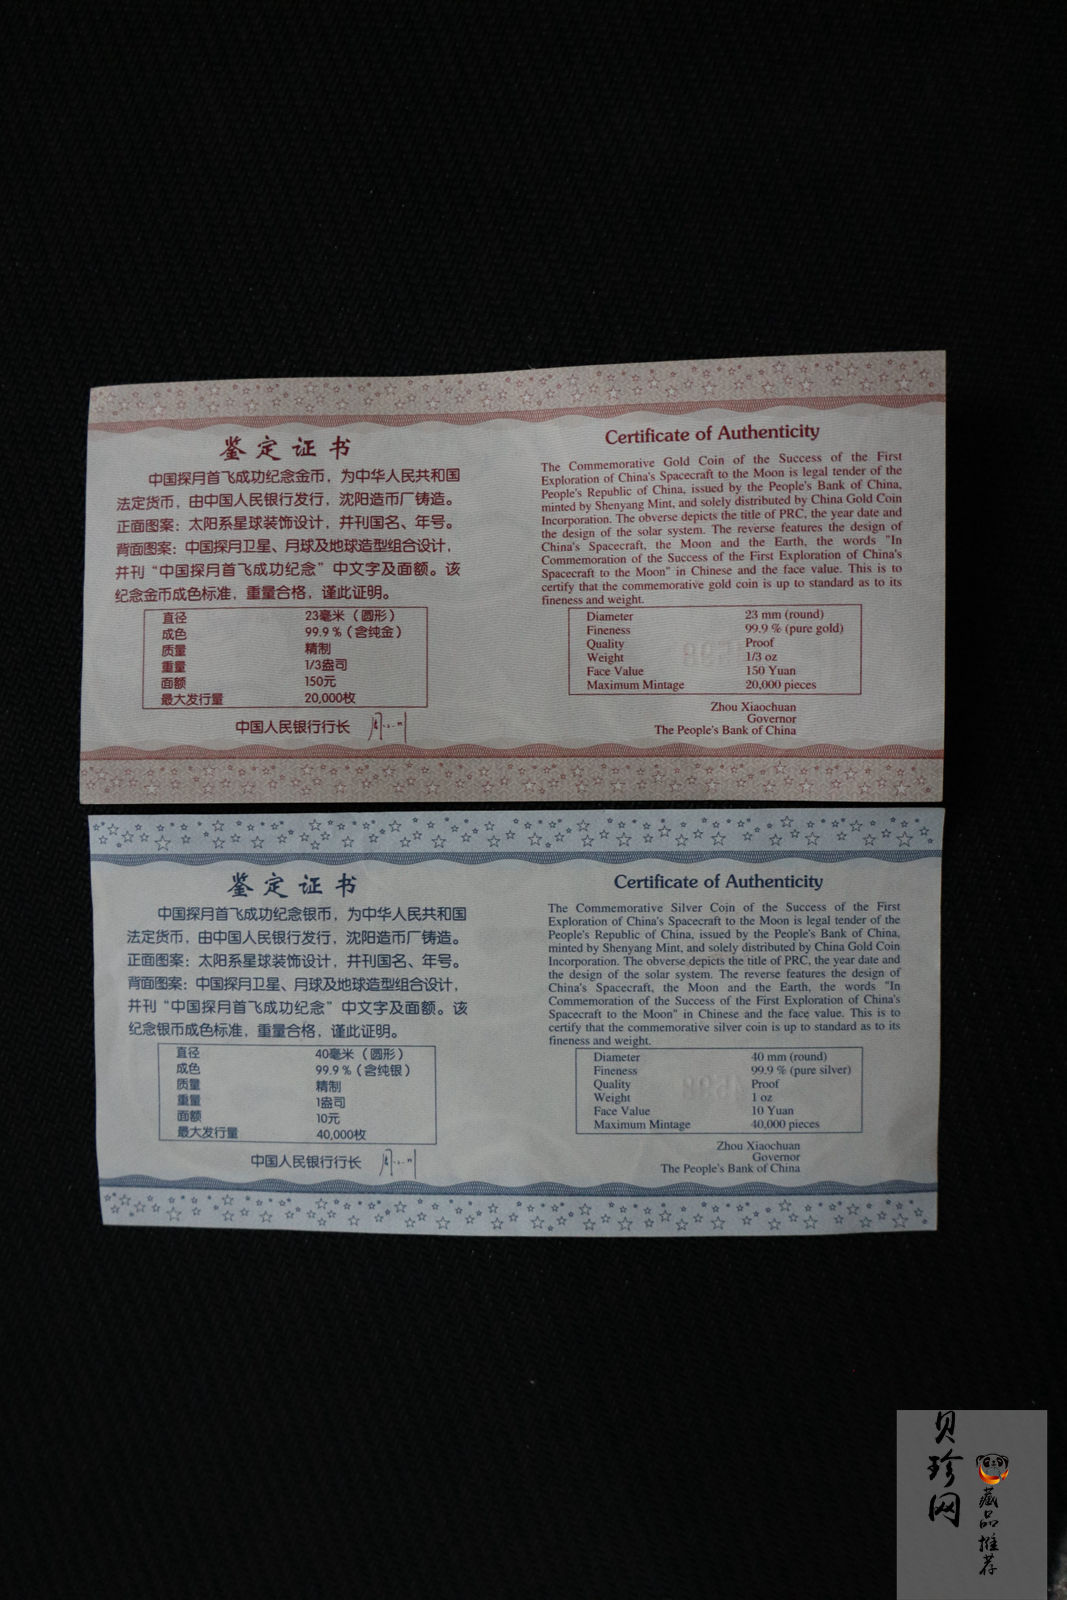 鉴定证书
中国探月首飞成功纪念金币，为中华人民共和国
法定货币，由中国人民银行发行，沈阳造币厂铸造。
正面图案：太阳系星球装饰设计，并刊国名、年号。
背面图案：中国探月卫星、月球及地球造型组合设计，
并刊“中国探月首飞成功纪念”中文字及面额。该
纪念金币成色标准，重量合格，谨此证明。
直径 23毫米（圆形）
成色 99.9％（含纯金）
质量 精制
重量 1/3盎司
面额 150元
最大发行量 20,000枚
中国人民银行行长
Certificate of Authenticity
The Commemorative Gold Coin of the Success of the First
Exploration of China's Spacecraft to the Moon is legal tender of the
People's Republic of China, issued by the People's Bank of China,
minted by Shenyang Mint, and solely distributed by China Gold Coin
Incorporation. The obverse depicts the title of PRC, the year date and
the design of the solar system. The reverse features the design of
China's Spacecraft, the Moon and the Earth, the words "In
Commemoration of the Success of the First Exploration of China's
Spacecraft to the Moon" in Chinese and the face value. This is to
certify that the commemorative gold coin is up to standard as to its
fineness and weight.
Diameter 23 mm (round)
Fineness 99.9 % (pure gold)
Quality Proof
Weight 1/3 oz
Face Value 150 Yuan
Maximum Mintage 20,000 pieces
Zhou Xiaochuan
Governor
The People's Bank of China
鉴定证书
中国探月首飞成功纪念银币，为中华人民共和国
法定货币，由中国人民银行发行，沈阳造币厂铸造。
正面图案：太阳系星球装饰设计，并刊国名、年号。
背面图案：中国探月卫星、月球及地球造型组合设计，
并刊“中国探月首飞成功纪念”中文字及面额。该
纪念银币成色标准，重量合格，谨此证明。
直径 40毫米（圆形）
成色 99.9％（含纯银）
质量 精制
重量 1盎司
面额 10元
最大发行量 40,000枚
中国人民银行行长
Certificate of Authenticity
The Commemorative Silver Coin of the Success of the First
Exploration of China's Spacecraft to the Moon is legal tender of the
People's Republic of China, issued by the People's Bank of China,
minted by Shenyang Mint, and solely distributed by China Gold Coin
Incorporation. The obverse depicts the title of PRC, the year date and
the design of the solar system. The reverse features the design of
China's Spacecraft, the Moon and the Earth, the words "In
Commemoration of the Success of the First Exploration of China's
Spacecraft to the Moon" in Chinese and the face value. This is to
certify that the commemorative silver coin is up to standard as to its
fineness and weight.
Diameter 40 mm (round)
Fineness 99.9 % (pure silver)
Quality Proof
Weight 1 oz
Face Value 10 Yuan
Maximum Mintage 40,000 pieces
Zhou Xiaochuan
Governor
The People's Bank of China
贝珍网
藏品推荐